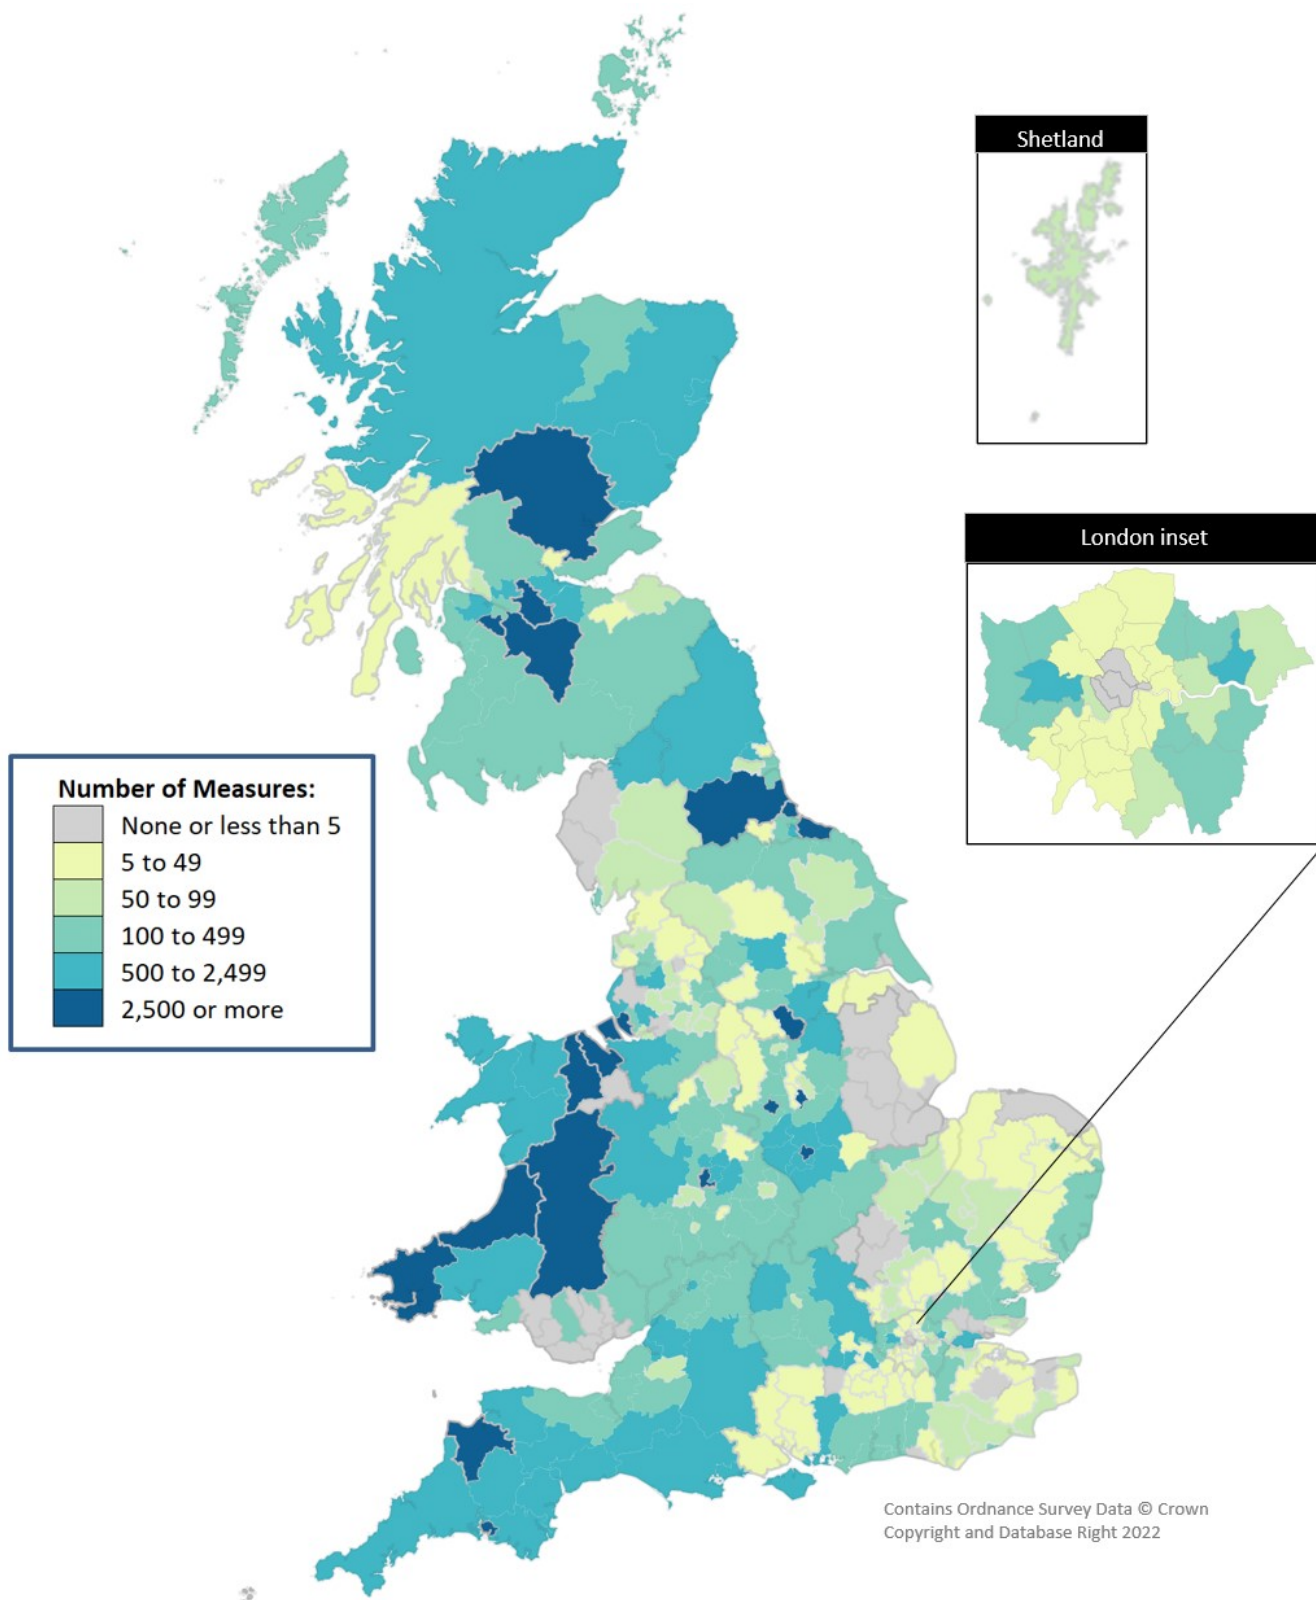 Shetland
London inset
Number of Measures:
None or less than 5
5 to 49
50 to 99
100 to 499
500 to 2,499
2,500 or more
Contains Ordnance Survey Data © Crown
Copyright and Database Right 2022